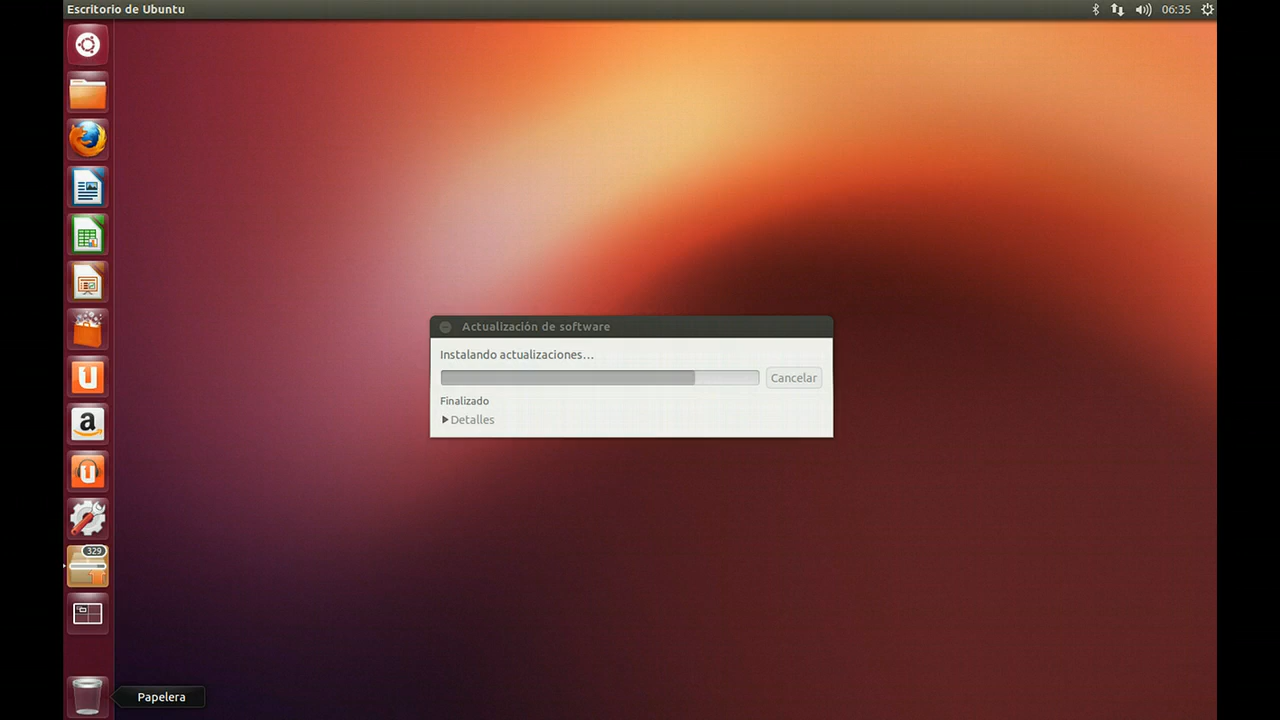 Escritorio de Ubuntu
06:35
Actualización de software
Instalando actualizaciones...
Cancelar
Finalizado
Detalles
a
329
Papelera